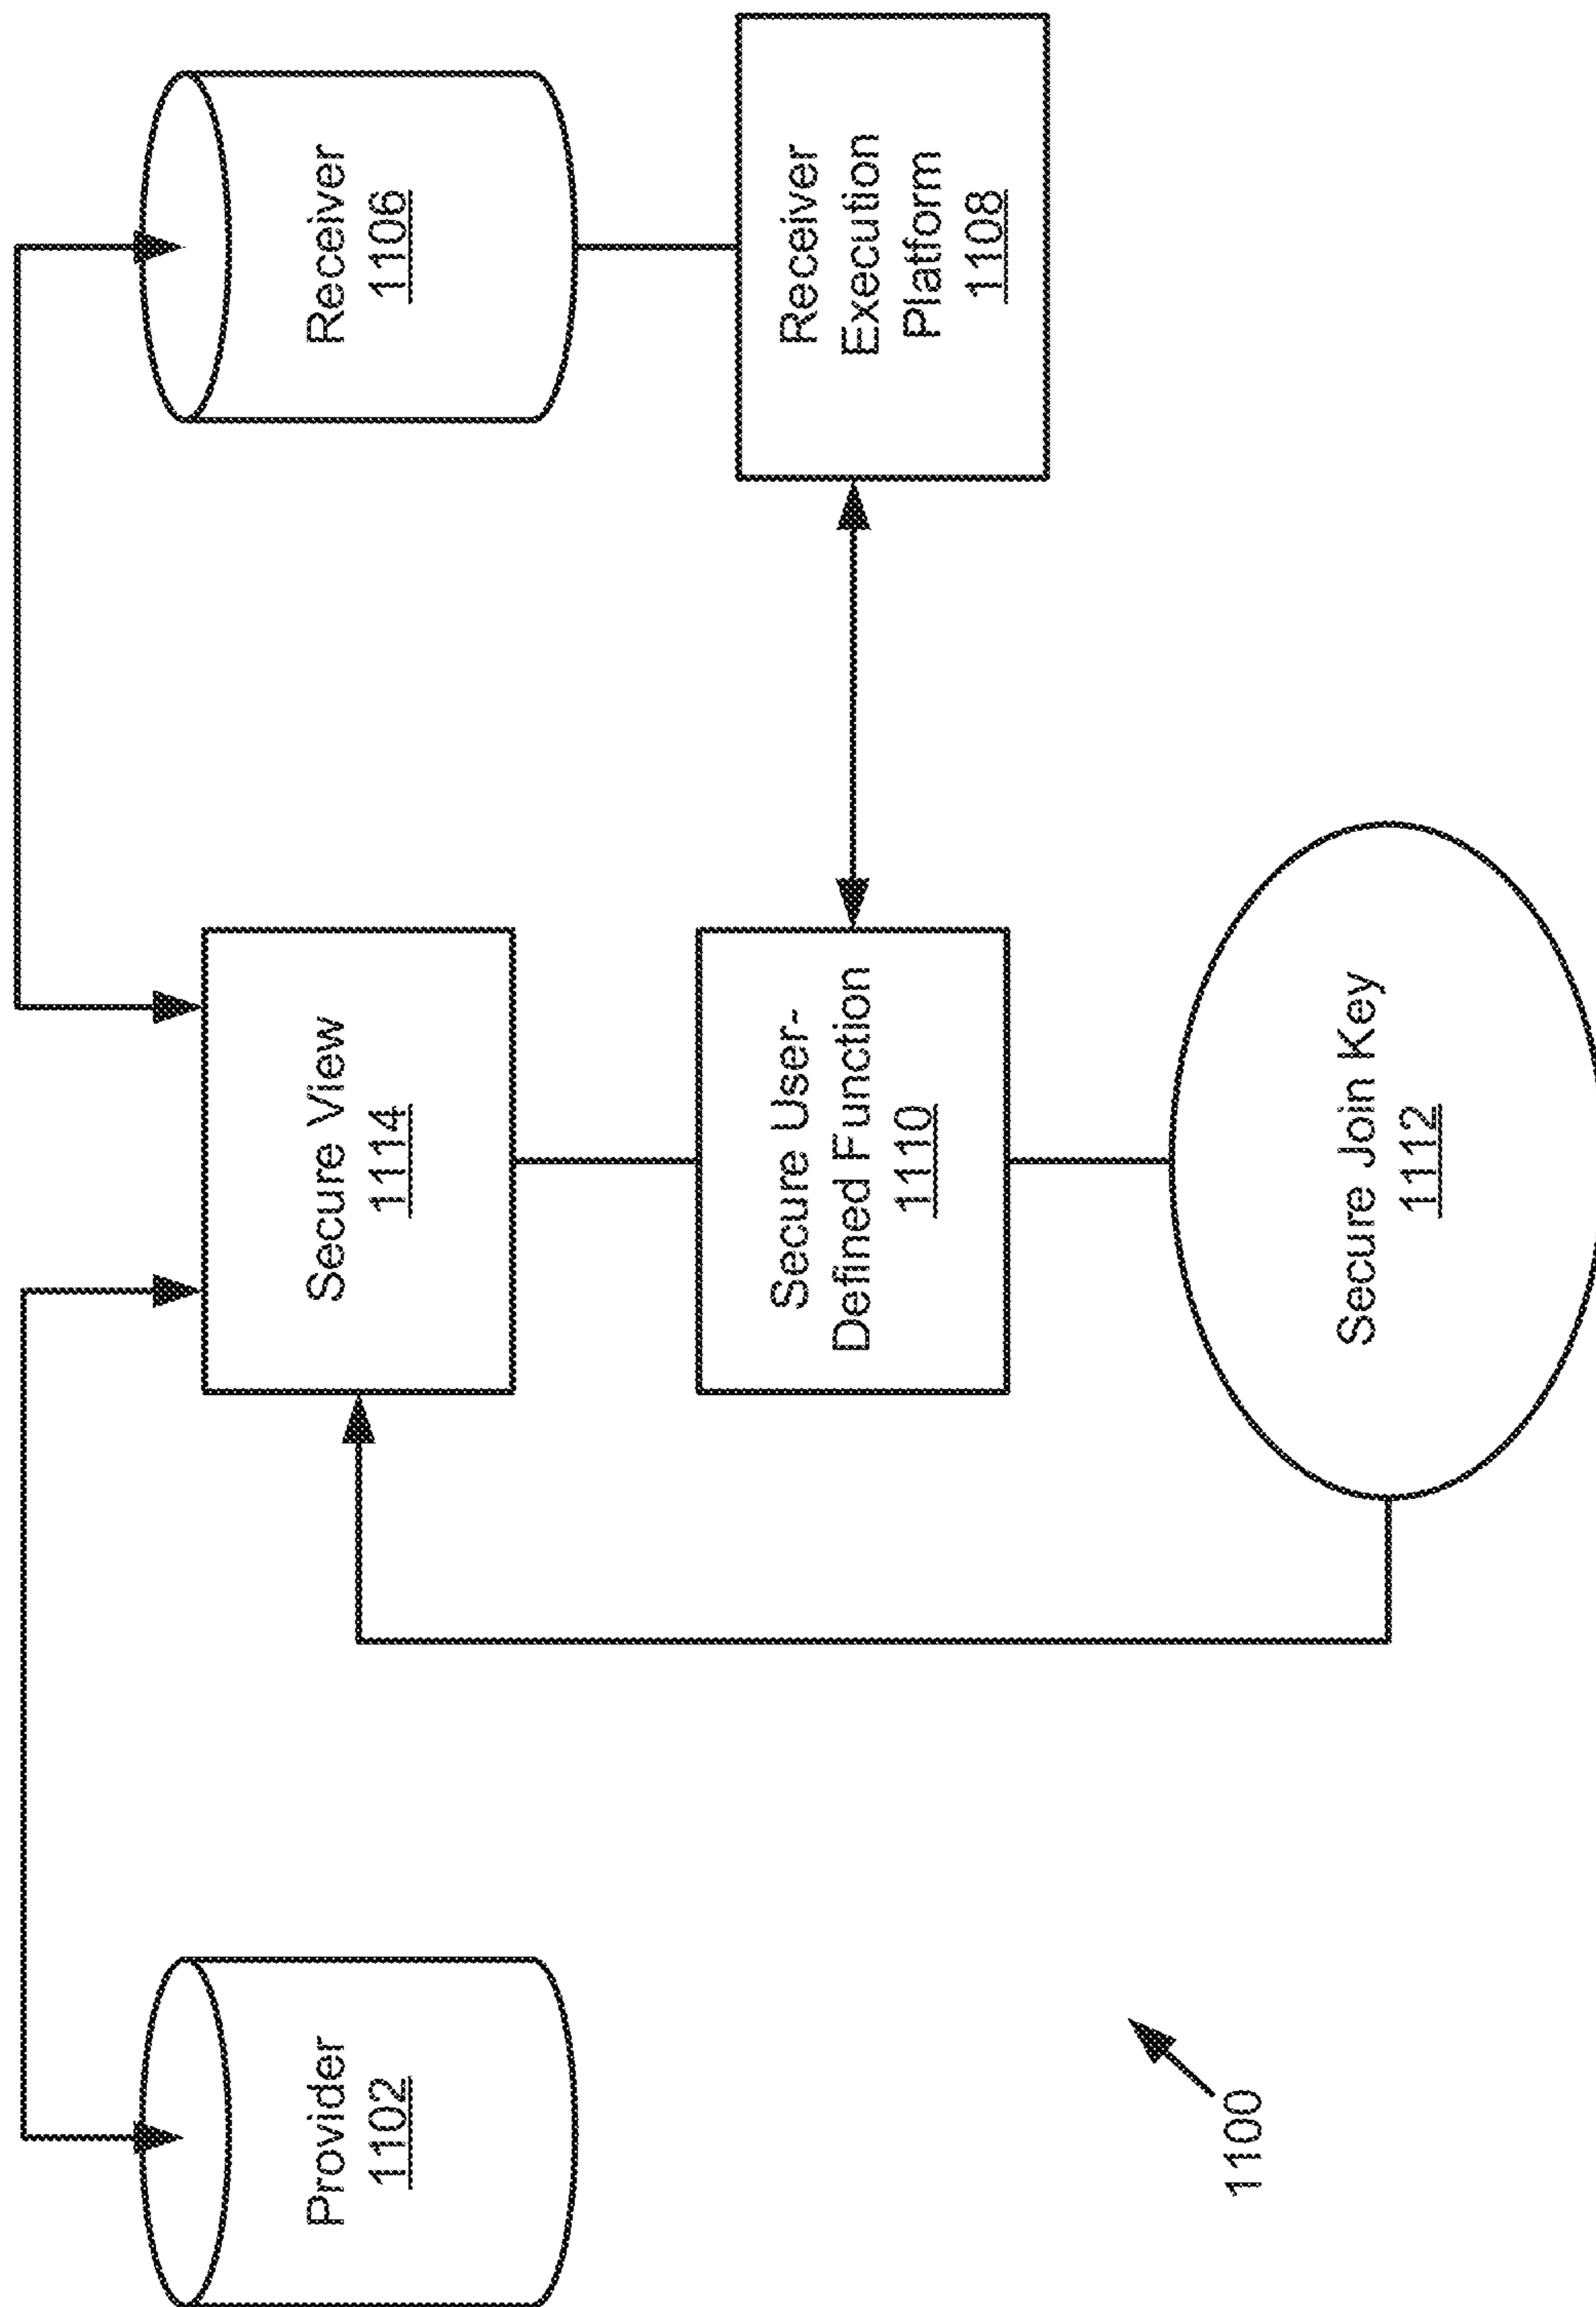 Provider
1102
Secure View
1114
Receiver
1106
Secure User-
Defined Function
1110
Receiver
Execution
Platform
1108
Secure Join Key
1112
1100